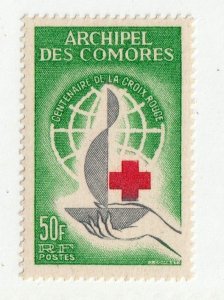 ARCHIPEL
DES COMORES
CENTENAIRE DE LA CROIX ROUGE
50F
RF
POSTES